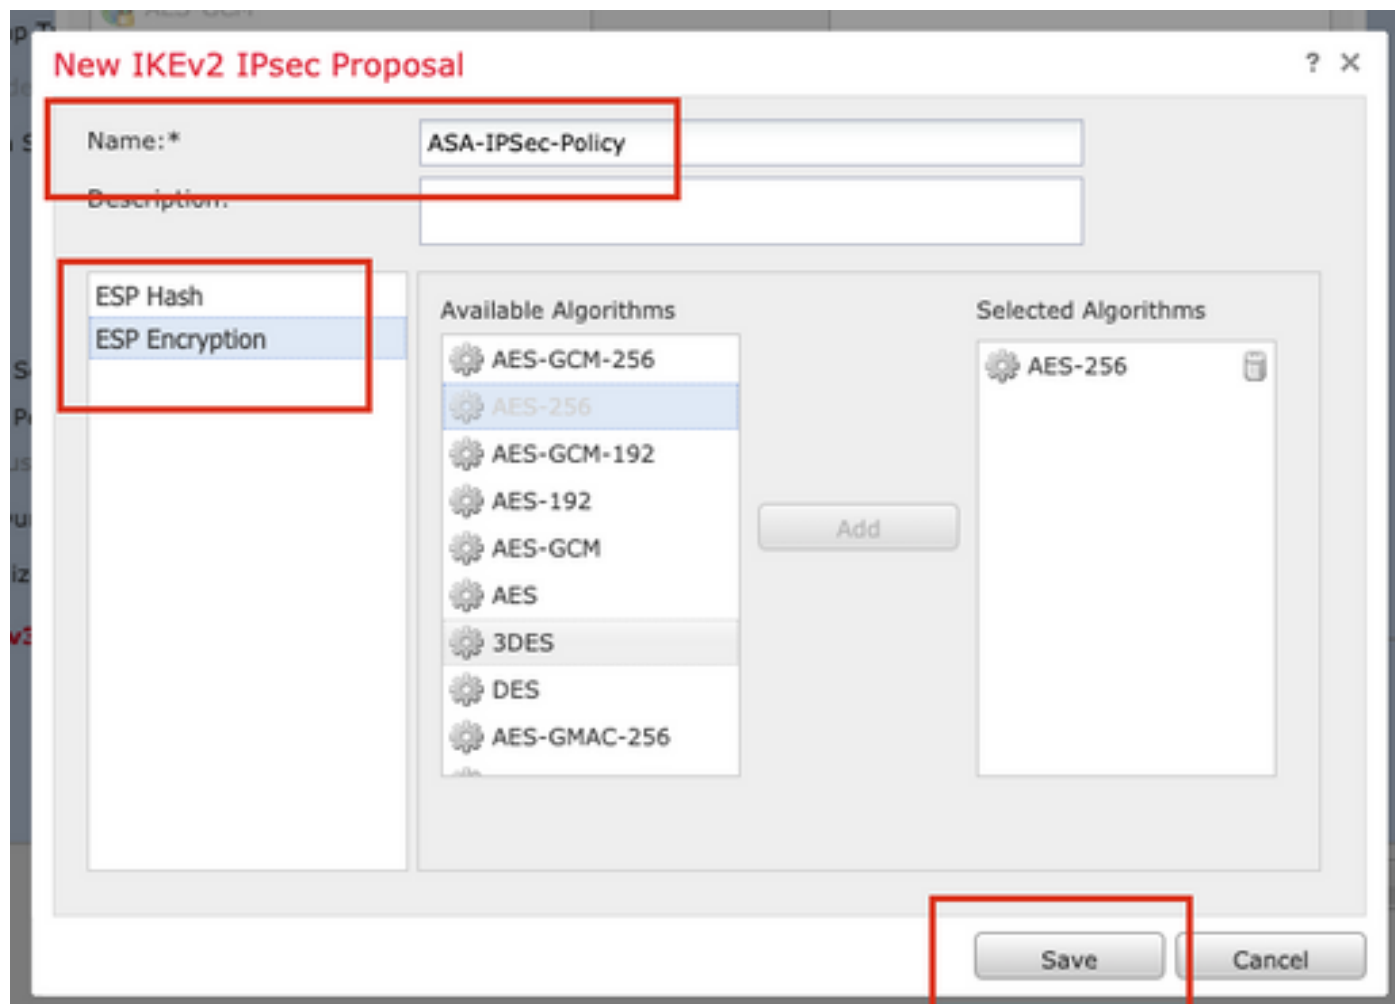 AES-GCM
New IKEv2 IPsec Proposal ? ×
Name:* ASA-IPSec-Policy
Description:
ESP Hash
ESP Encryption
Available Algorithms
AES-GCM-256
AES-256
AES-GCM-192
AES-192
AES-GCM
AES
3DES
DES
AES-GMAC-256
Add
Selected Algorithms
AES-256
Save Cancel